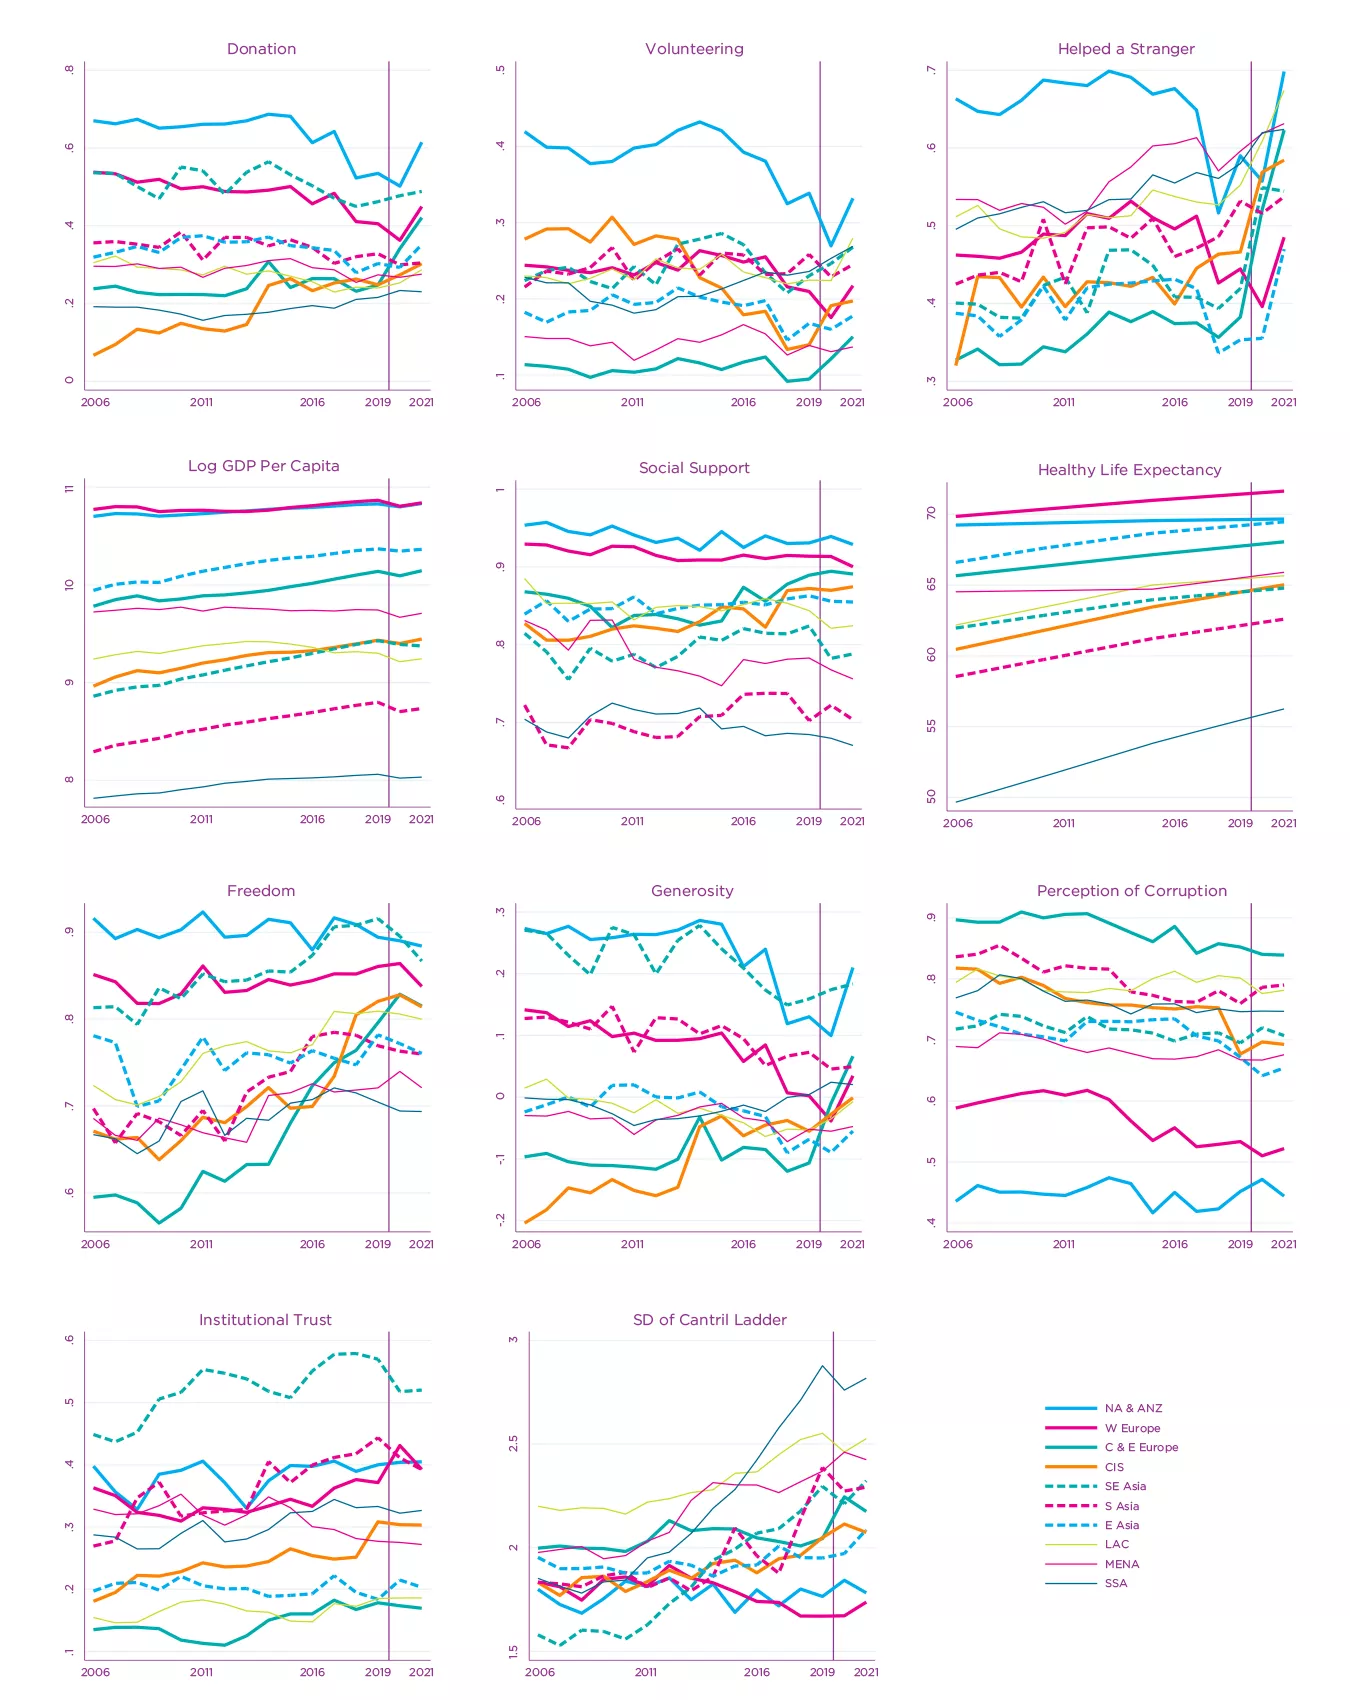 Donation
.8
.6
.4
.2
0
2006 2011 2016 2019 2021
Volunteering
.5
.4
.3
.2
.1
2006 2011 2016 2019 2021
Helped a Stranger
.7
.6
.5
.4
.3
2006 2011 2016 2019 2021
Log GDP Per Capita
11
10
9
8
2006 2011 2016 2019 2021
Social Support
1
.9
.8
.7
.6
2006 2011 2016 2019 2021
Healthy Life Expectancy
70
65
60
55
50
2006 2011 2016 2019 2021
Freedom
.9
.8
.7
.6
2006 2011 2016 2019 2021
Generosity
.3
.2
.1
0
-.1
-.2
2006 2011 2016 2019 2021
Perception of Corruption
.9
.8
.7
.6
.5
.4
2006 2011 2016 2019 2021
Institutional Trust
.6
.5
.4
.3
.2
.1
2006 2011 2016 2019 2021
SD of Cantril Ladder
3
2.5
2
1.5
2006 2011 2016 2019 2021
NA & ANZ
W Europe
C & E Europe
CIS
SE Asia
S Asia
E Asia
LAC
MENA
SSA